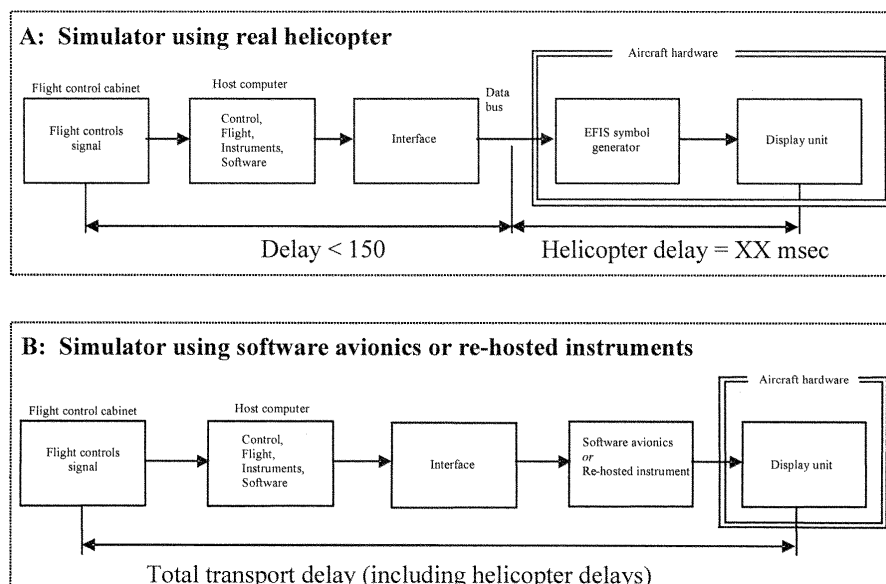 A: Simulator using real helicopter
Aircraft hardware
Flight control cabinet
Host computer
Data
bus
Flight controls
signal
Control,
Flight,
Instruments,
Software
Interface
EFIS symbol
generator
Display unit
Delay < 150
Helicopter delay = XX msec
B: Simulator using software avionics or re-hosted instruments
Aircraft hardware
Flight control cabinet
Host computer
Flight controls
signal
Control,
Flight,
Instruments,
Software
Interface
Software avionics
or
Re-hosted instrument
Display unit
Total transport delay (including helicopter delays)